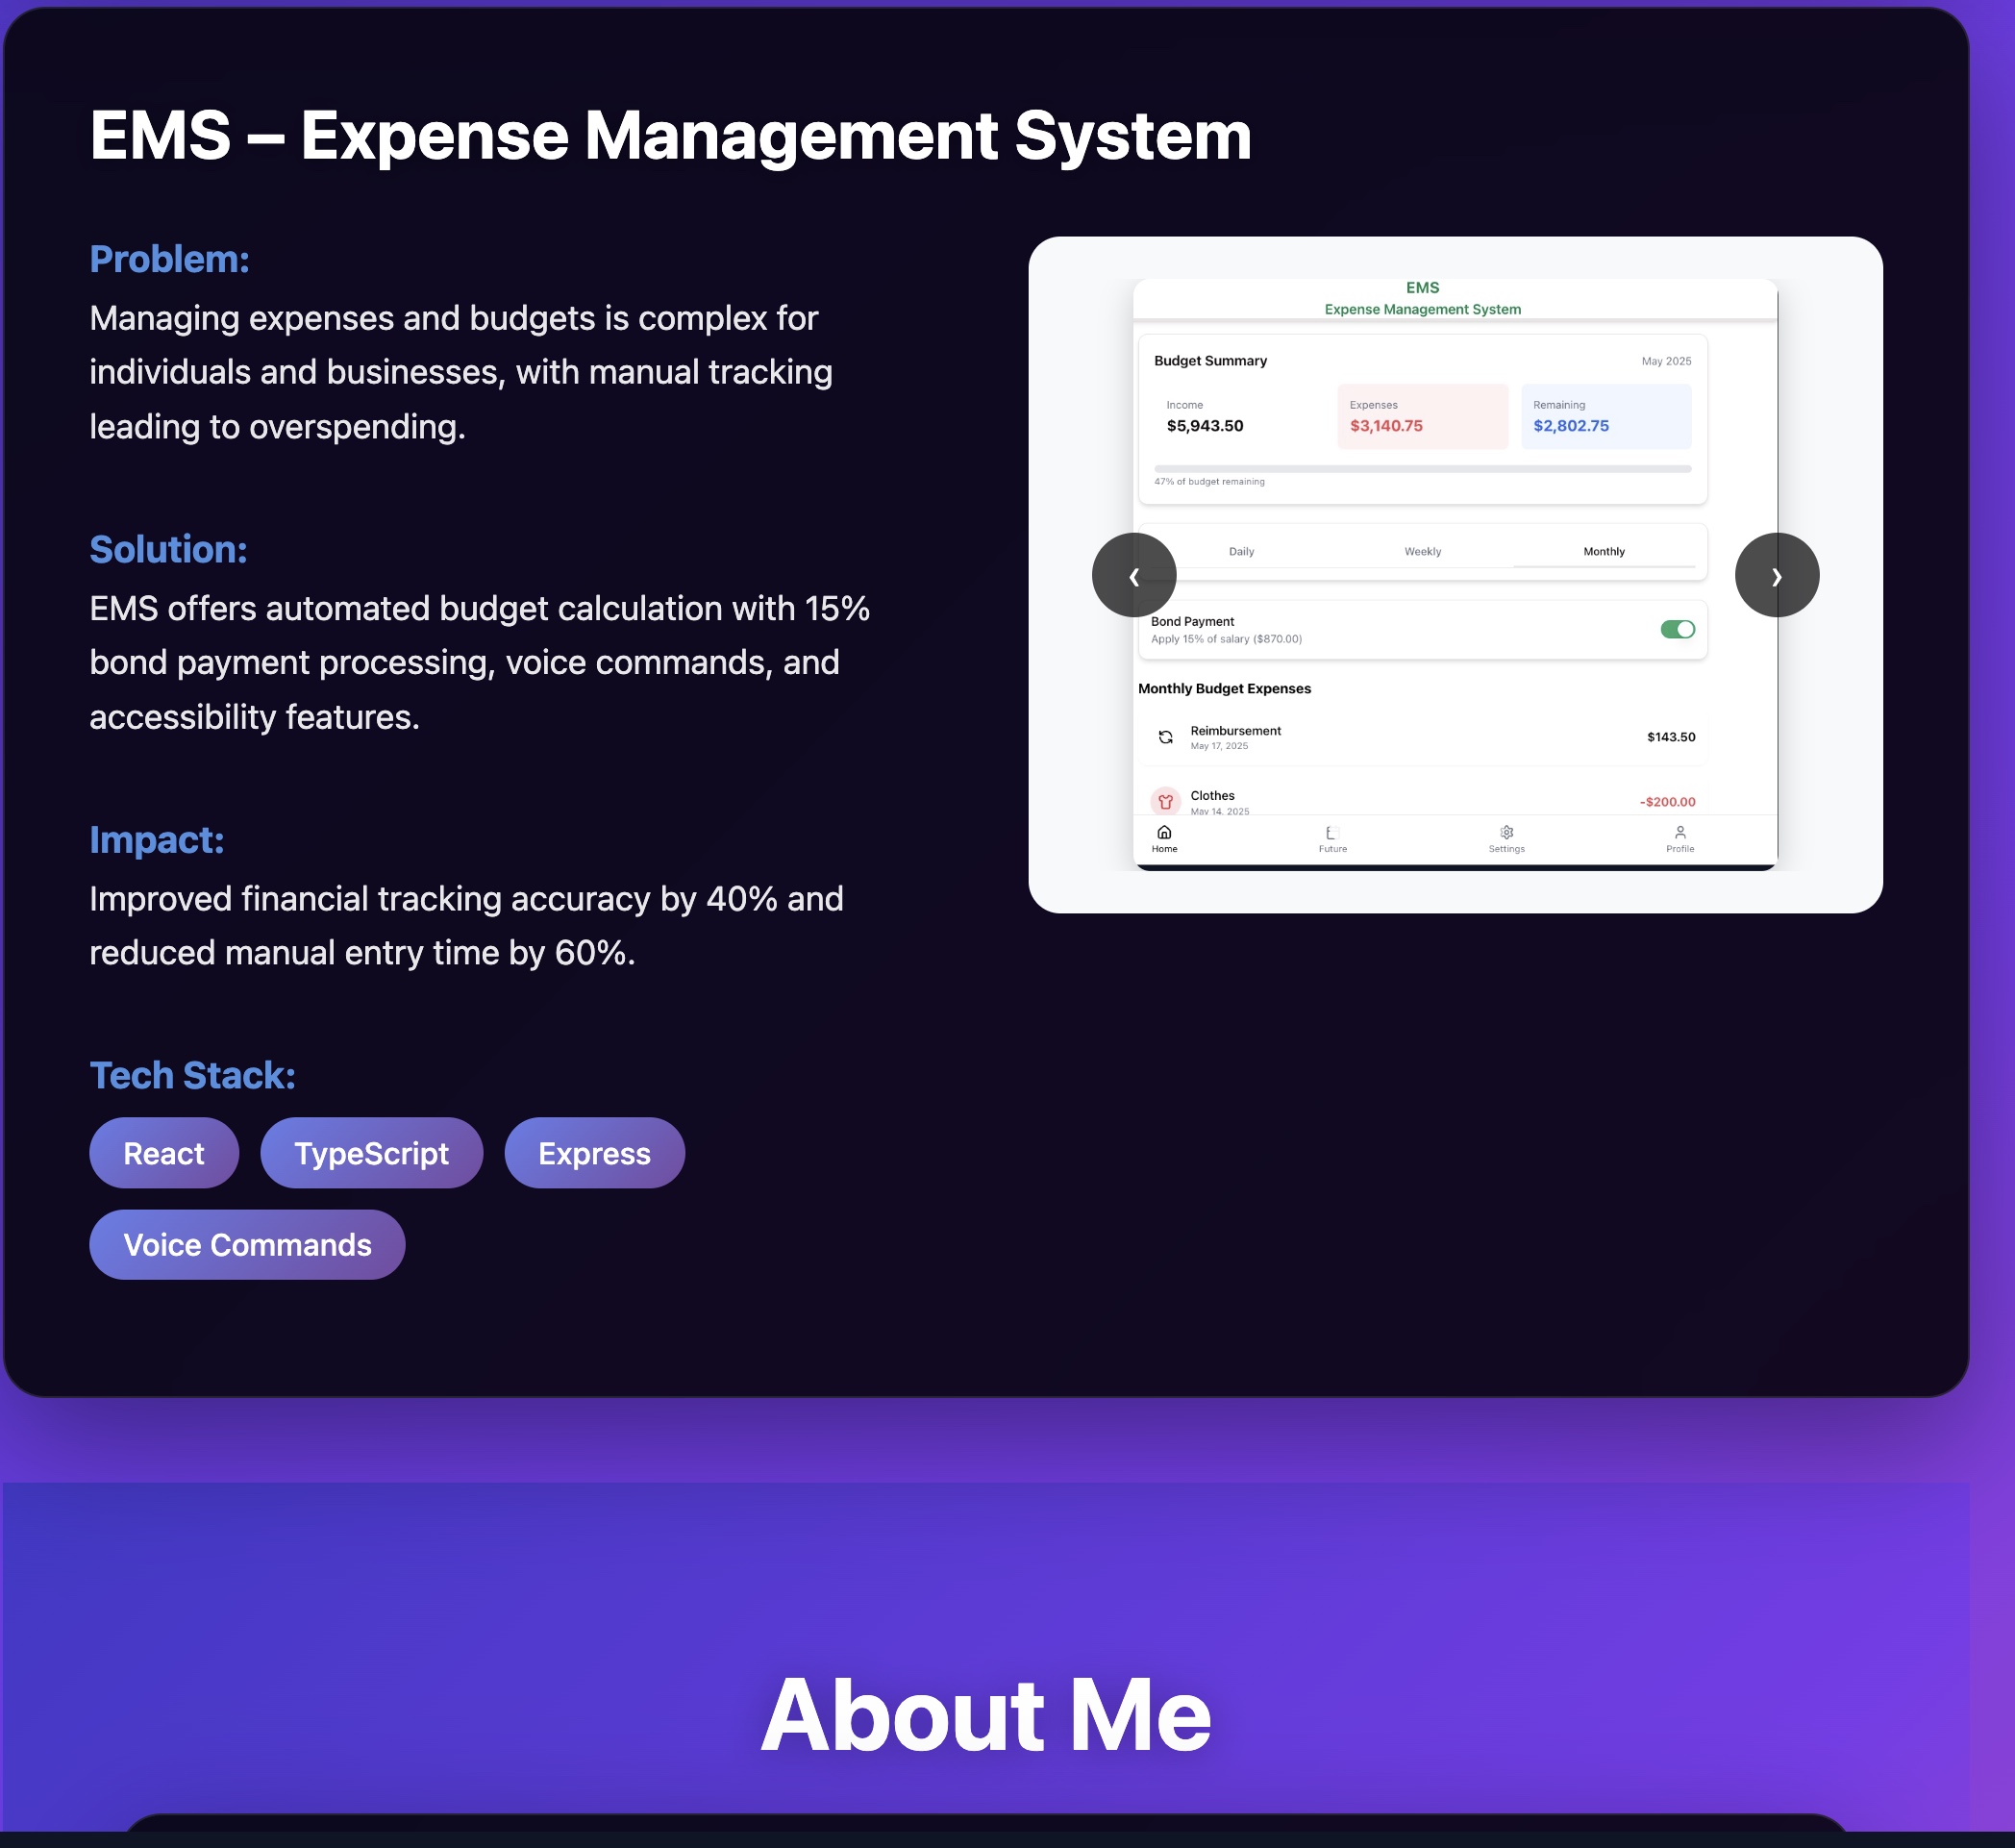 EMS – Expense Management System
Problem:
Managing expenses and budgets is complex for
individuals and businesses, with manual tracking
leading to overspending.
Solution:
EMS offers automated budget calculation with 15%
bond payment processing, voice commands, and
accessibility features.
Impact:
Improved financial tracking accuracy by 40% and
reduced manual entry time by 60%.
Tech Stack:
React TypeScript Express
Voice Commands
EMS
Expense Management System
Budget Summary May 2025
Income Expenses Remaining
$5,943.50 $3,140.75 $2,802.75
47% of budget remaining
Daily Weekly Monthly
Bond Payment
Apply 15% of salary ($870.00)
Monthly Budget Expenses
Reimbursement $143.50
May 17, 2025
Clothes -$200.00
May 14, 2025
Home Future Settings Profile
About Me